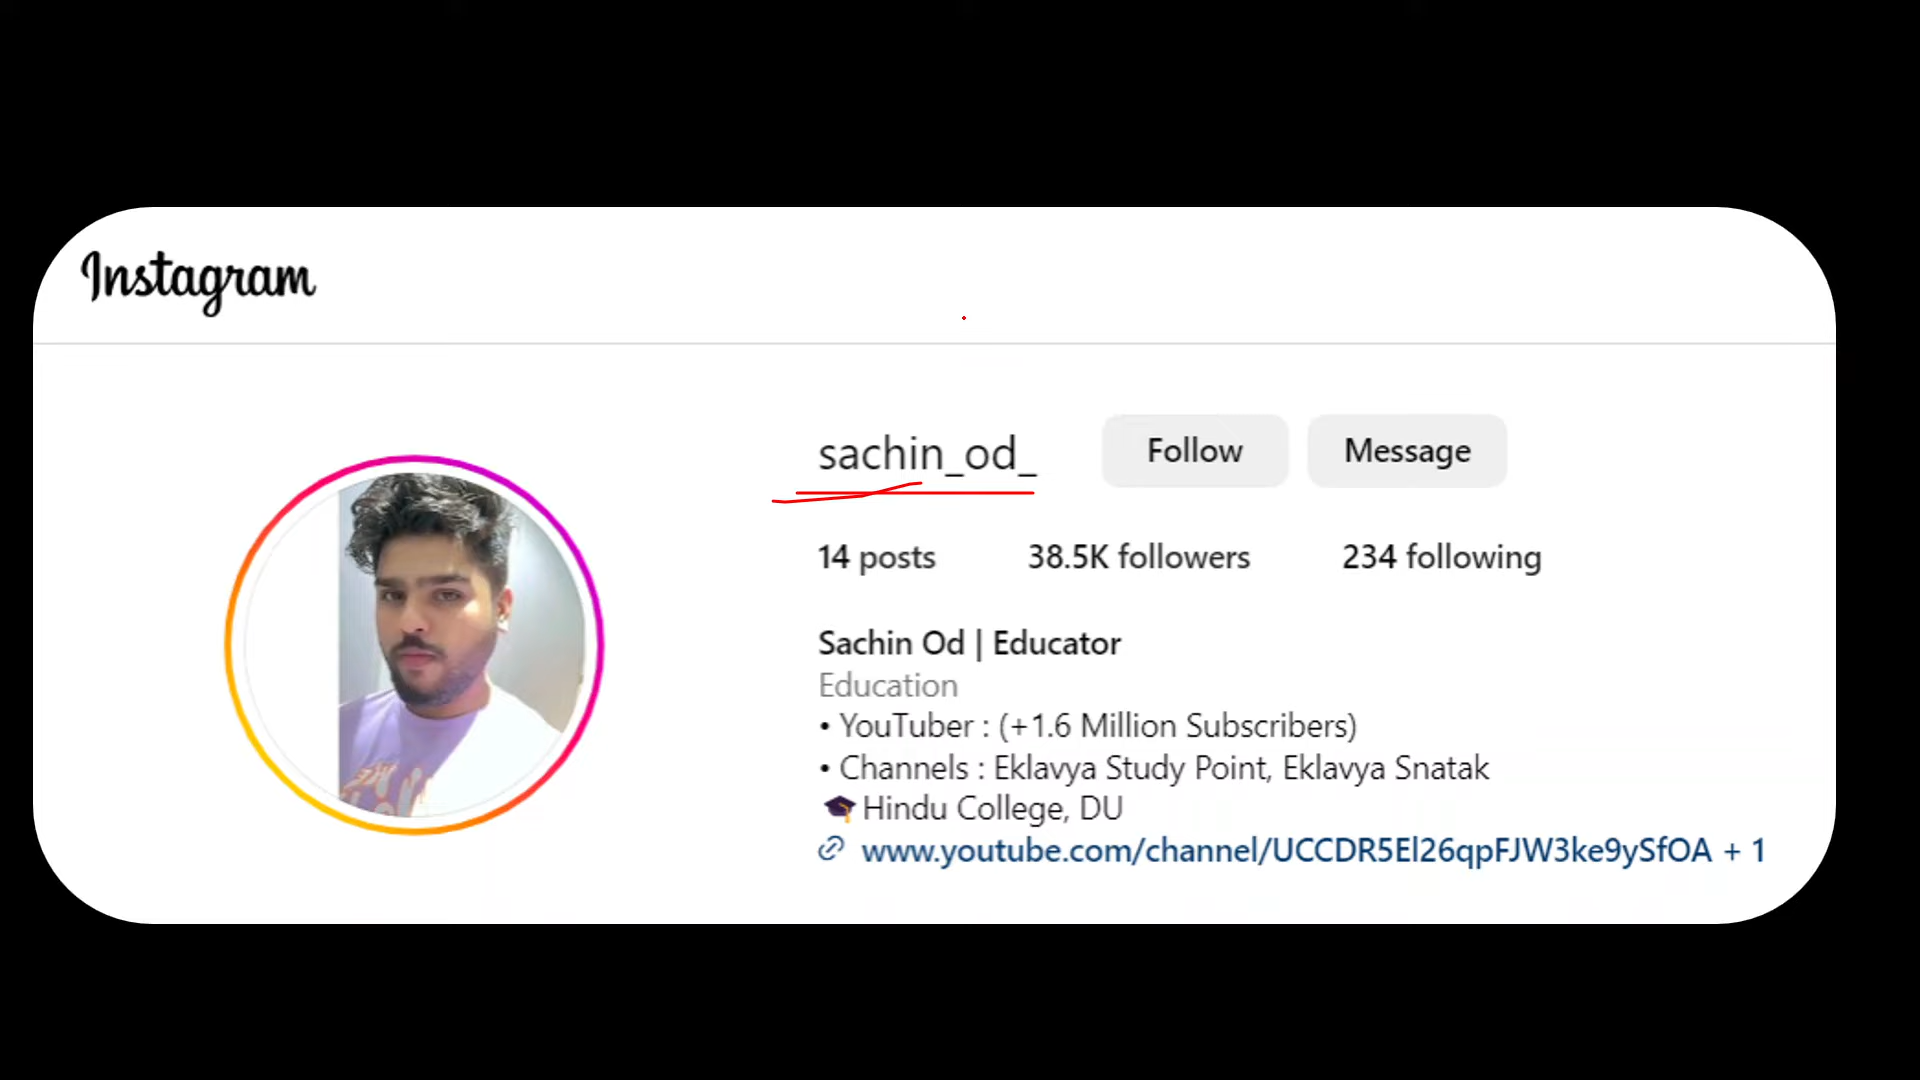 Instagram
sachin_od_ Follow Message
14 posts 38.5K followers 234 following
Sachin Od | Educator
Education
• YouTuber : (+1.6 Million Subscribers)
• Channels : Eklavya Study Point, Eklavya Snatak
🎓Hindu College, DU
www.youtube.com/channel/UCCDR5El26qpFJW3ke9ySfOA + 1